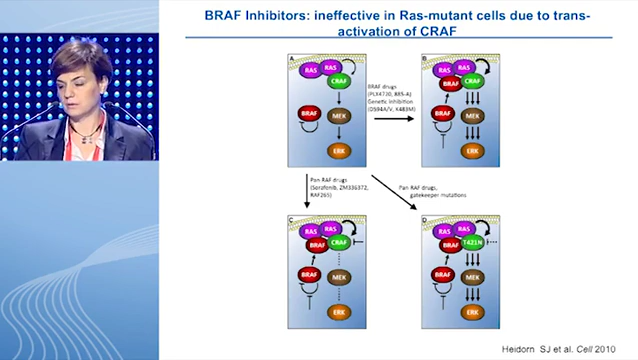 BRAF Inhibitors: ineffective in Ras-mutant cells due to trans-
activation of CRAF
A
RAS
RAS
CRAF
BRAF
MEK
ERK
BRAF drugs
(PLX4720, 885-A)
Genetic inhibition
(D594A/V, K483M)
B
RAS
RAS
BRAF
CRAF
BRAF
MEK
ERK
Pan RAF drugs
(Sorafenib, ZM336372,
RAF265)
Pan RAF drugs,
gatekeeper mutations
C
RAS
RAS
BRAF
CRAF
BRAF
MEK
ERK
D
RAS
RAS
BRAF
T421N
BRAF
MEK
ERK
Heidorn SJ et al. Cell 2010